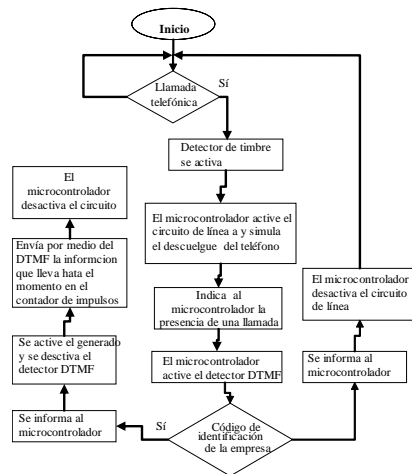 Inicio
Llamada
telefónica
Sí
Detector de timbre
se activa
El microcontrolador active el
circuito de línea a y simula
el descuelgue del teléfono
Indica al
microcontrolador la
presencia de una llamada
El microcontrolador
active el detector DTMF
Código de
identificación
de la empresa
Sí
Se informa al
microcontrolador
Se active el generado
y se desctiva el
detector DTMF
Envía por medio del
DTMF la informcion
que lleva hata el
momento en el
contador de impulsos
El
microcontrolador
desactiva el circuito
Se informa al
microcontrolador
El microcontrolador
desactiva el circuito
de línea